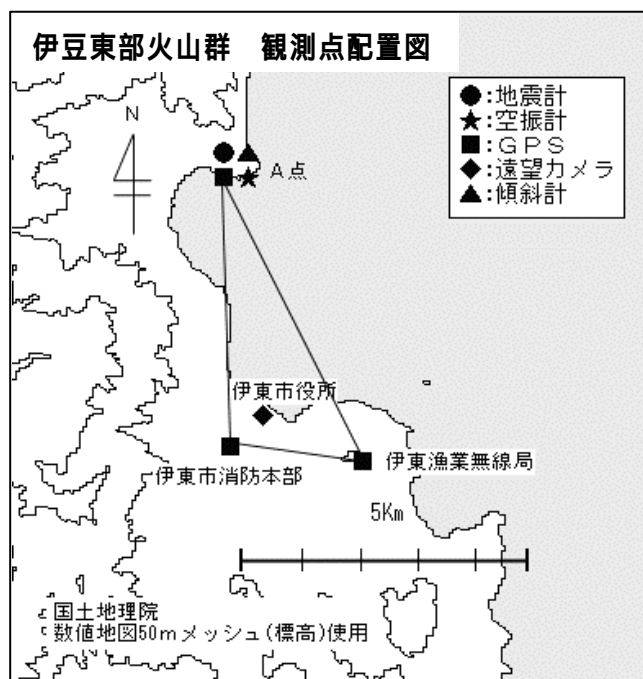 伊豆東部火山群　観測点配置図
●:地震計
★:空振計
■:ＧＰＳ
◆:遠望カメラ
▲:傾斜計
N
A点
伊東市役所
伊東市消防本部
伊東漁業無線局
5Km
国土地理院
数値地図50mメッシュ(標高)使用